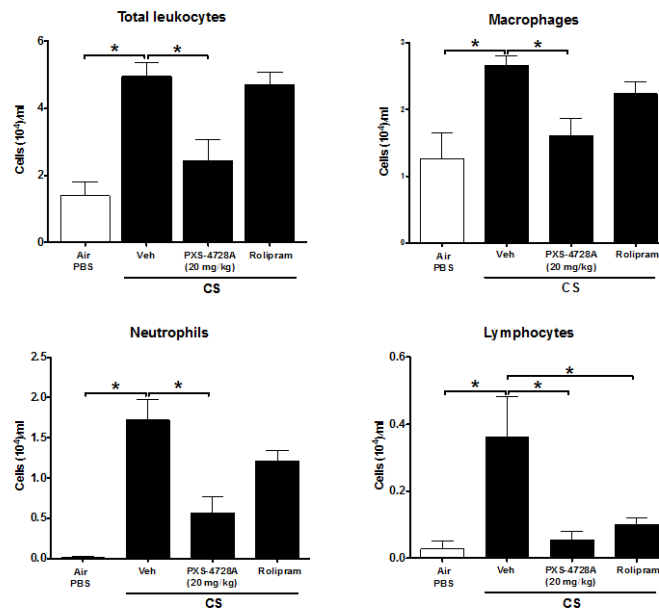 Total leukocytes
*
*
Cells (10⁴)/ml
6
4
2
0
Air
PBS
Veh
PXS-4728A
(20 mg/kg)
Rolipram
CS
Macrophages
*
*
Cells (10⁴)/ml
3
2
1
0
Air
PBS
Veh
PXS-4728A
(20 mg/kg)
Rolipram
CS
Neutrophils
*
*
Cells (10⁴)/ml
2.5
2.0
1.5
1.0
0.5
0.0
Air
PBS
Veh
PXS-4728A
(20 mg/kg)
Rolipram
CS
Lymphocytes
*
*
*
Cells (10⁴)/ml
0.6
0.4
0.2
0.0
Air
PBS
Veh
PXS-4728A
(20 mg/kg)
Rolipram
CS